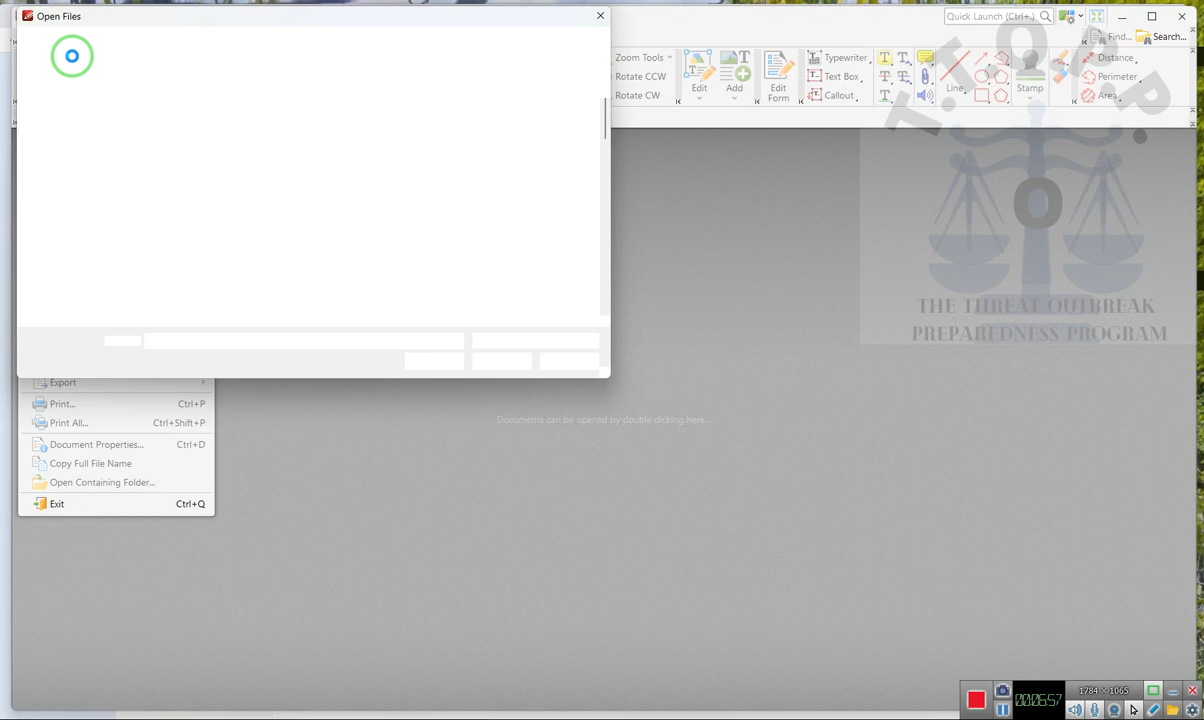 Open Files
Quick Launch (Ctrl+.)
Find...
Search...
Zoom Tools
Rotate CCW
Rotate CW
Edit
Add
Edit
Form
Typewriter
Text Box
Callout
Line
Stamp
Distance
Perimeter
Area
T.T.O.P.P.
O
THE THREAT OUTBREAK
PREPAREDNESS PROGRAM
Export
Print... Ctrl+P
Print All... Ctrl+Shift+P
Document Properties... Ctrl+D
Copy Full File Name
Open Containing Folder...
Exit Ctrl+Q
Documents can be opened by double clicking here...
00:06:57
1784 × 1065